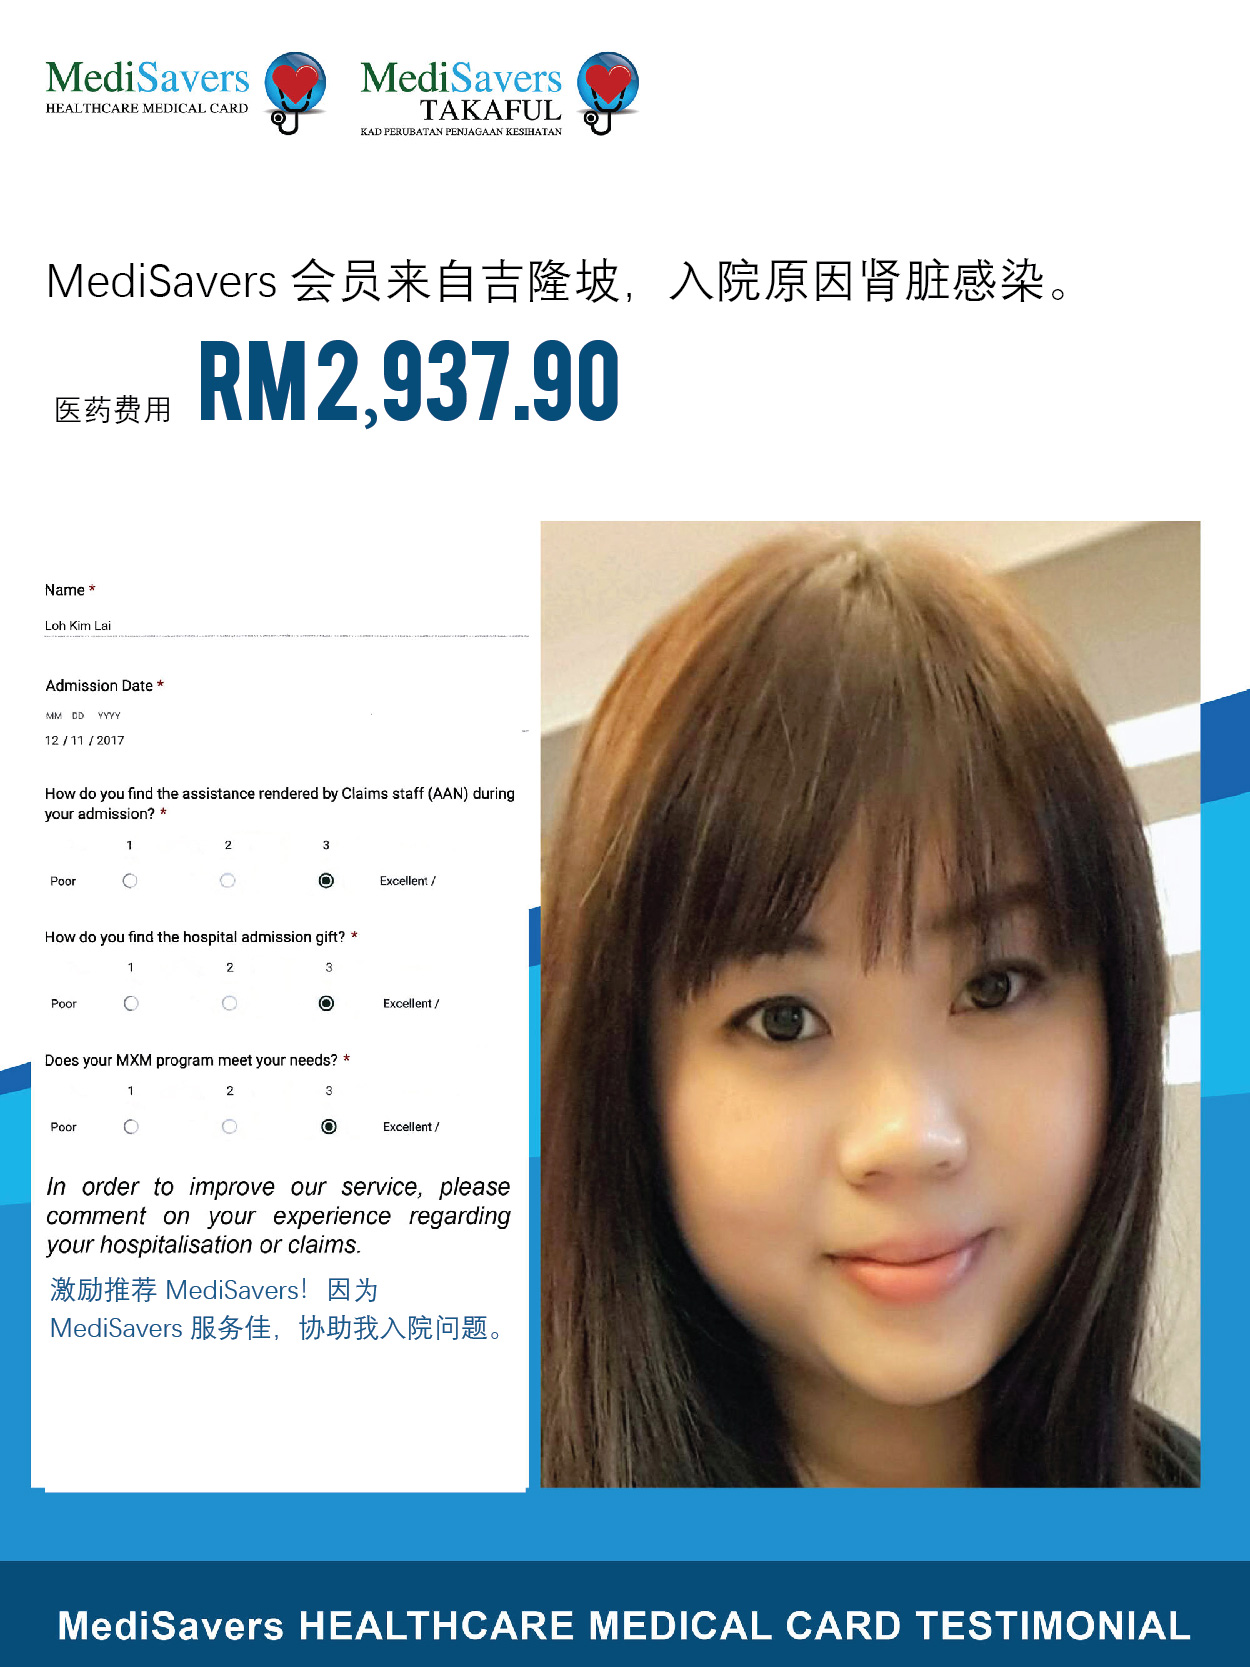 MediSavers
HEALTHCARE MEDICAL CARD
MediSavers
TAKAFUL
KAD PERUBATAN PENJAGAAN KESIHATAN
MediSavers 会员来自吉隆坡，入院原因肾脏感染。
医药费用 RM2,937.90
Name *
Loh Kim Lai
Admission Date *
MM DD YYYY
12 / 11 / 2017
How do you find the assistance rendered by Claims staff (AAN) during
your admission? *
1 2 3
Poor Excellent /
How do you find the hospital admission gift? *
1 2 3
Poor Excellent /
Does your MXM program meet your needs? *
1 2 3
Poor Excellent /
In order to improve our service, please
comment on your experience regarding
your hospitalisation or claims.
激励推荐 MediSavers！因为
MediSavers 服务佳，协助我入院问题。
MediSavers HEALTHCARE MEDICAL CARD TESTIMONIAL